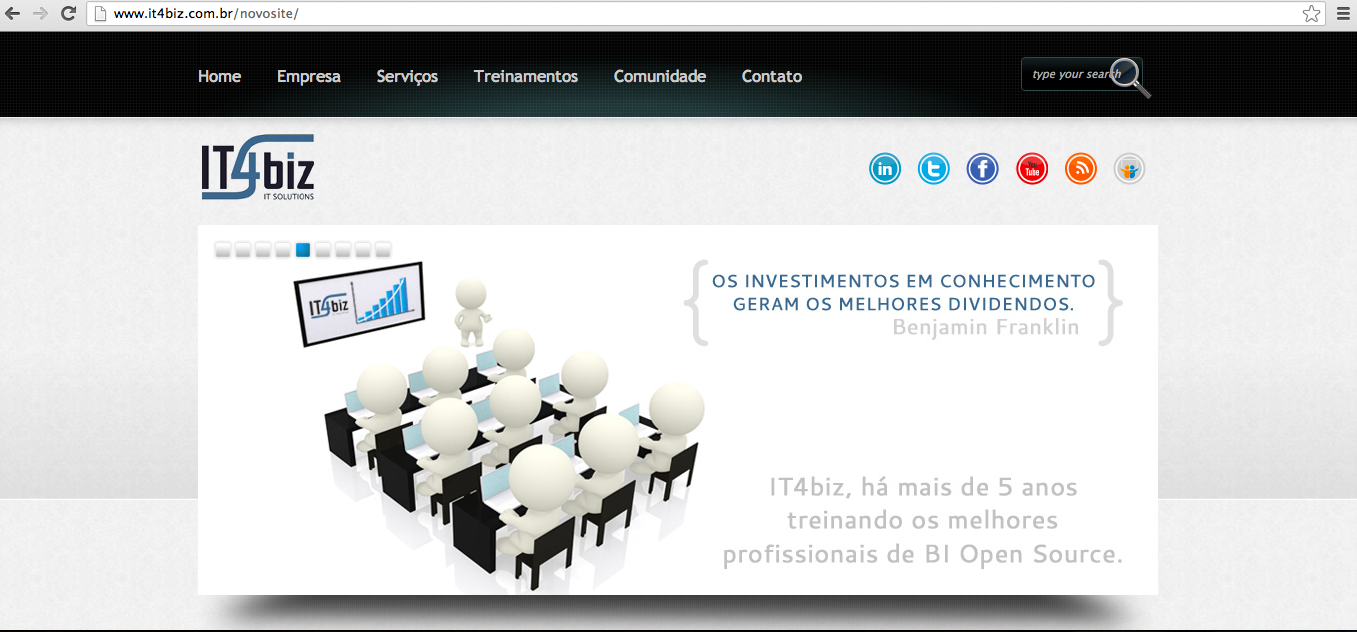 www.it4biz.com.br/novosite/
Home Empresa Serviços Treinamentos Comunidade Contato
type your search
IT4biz
IT SOLUTIONS
in t f You Tube
IT4biz
OS INVESTIMENTOS EM CONHECIMENTO
GERAM OS MELHORES DIVIDENDOS.
Benjamin Franklin
IT4biz, há mais de 5 anos
treinando os melhores
profissionais de BI Open Source.